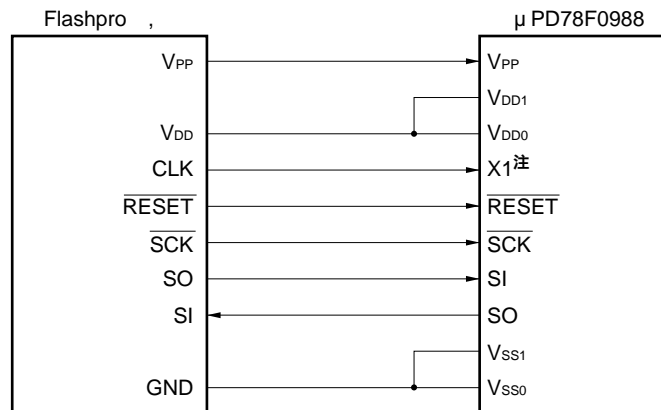 Flashpro , μPD78F0988
VPP VPP
VDD1
VDD VDD0
CLK X1注
RESET RESET
SCK SCK
SO SI
SI SO
VSS1
GND VSS0